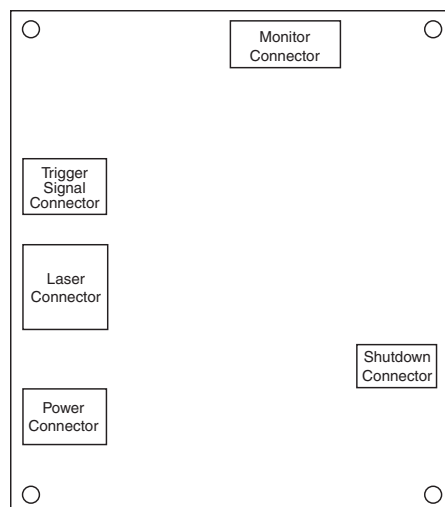 Monitor
Connector
Trigger
Signal
Connector
Laser
Connector
Shutdown
Connector
Power
Connector